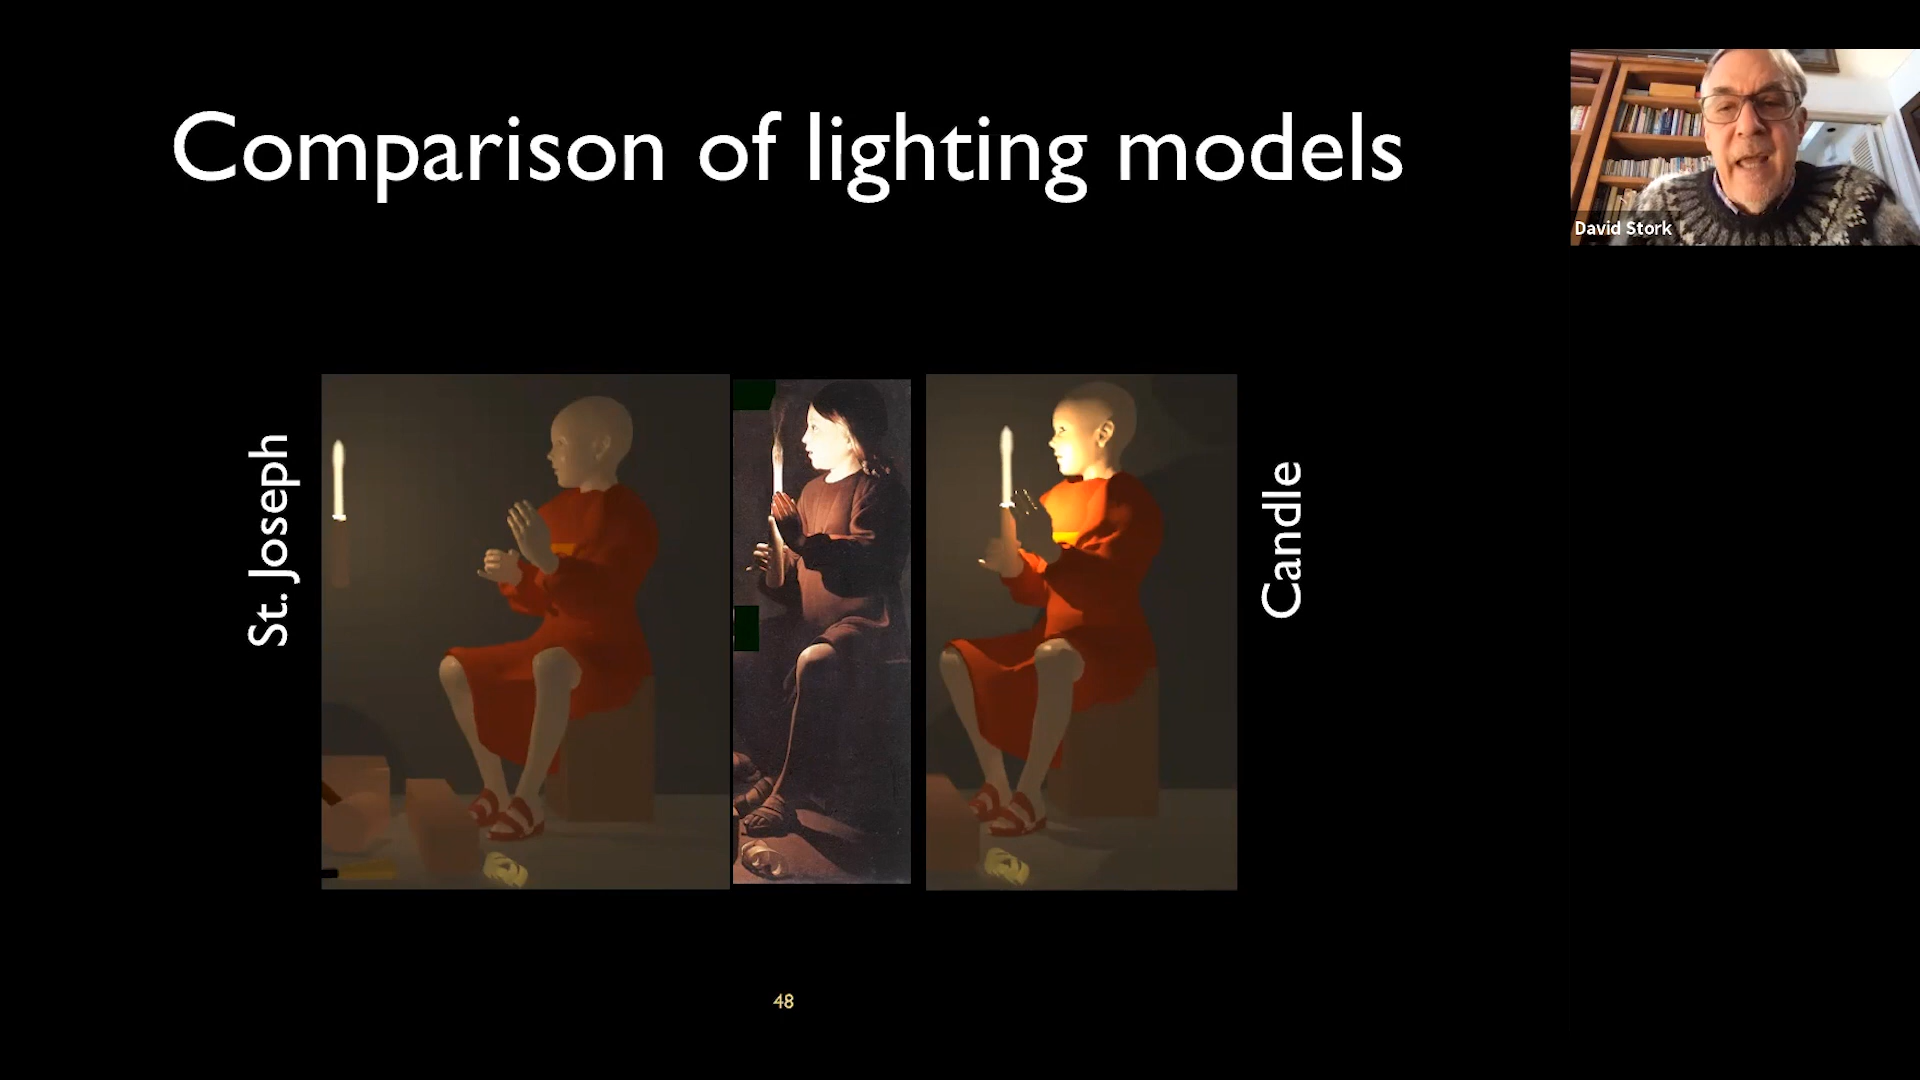 Comparison of lighting models
David Stork
St. Joseph
Candle
48